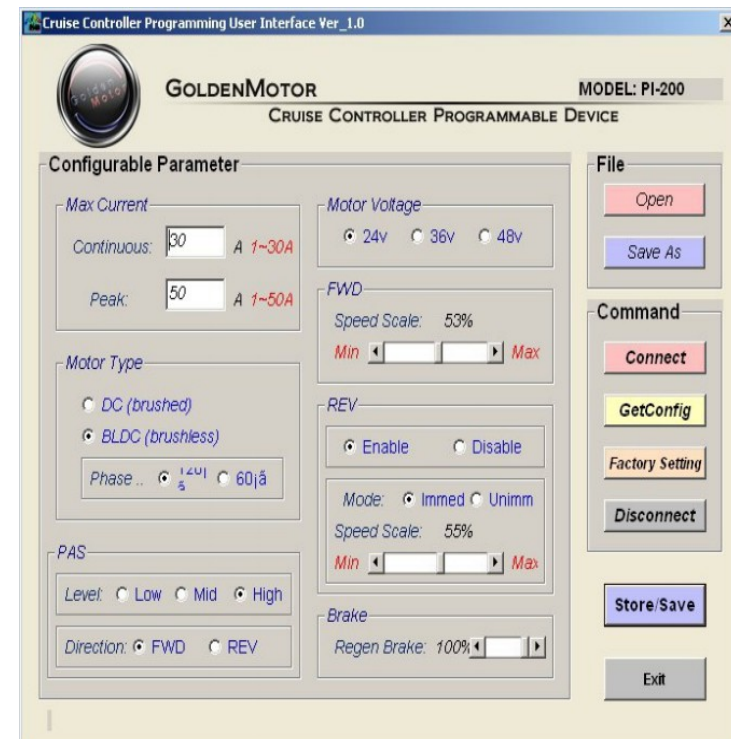 Cruise Controller Programming User Interface Ver_1.0
Golden Motor
GOLDENMOTOR
MODEL: PI-200
CRUISE CONTROLLER PROGRAMMABLE DEVICE
Configurable Parameter
Max Current
Continuous: 30 A 1~30A
Peak: 50 A 1~50A
Motor Type
DC (brushed)
BLDC (brushless)
Phase .. 60¡ã
PAS
Level: Low Mid High
Direction: FWD REV
Motor Voltage
24v 36v 48v
FWD
Speed Scale: 53%
Min Max
REV
Enable Disable
Mode: Immed Unimm
Speed Scale: 55%
Min Max
Brake
Regen Brake: 100%
File
Open
Save As
Command
Connect
GetConfig
Factory Setting
Disconnect
Store/Save
Exit